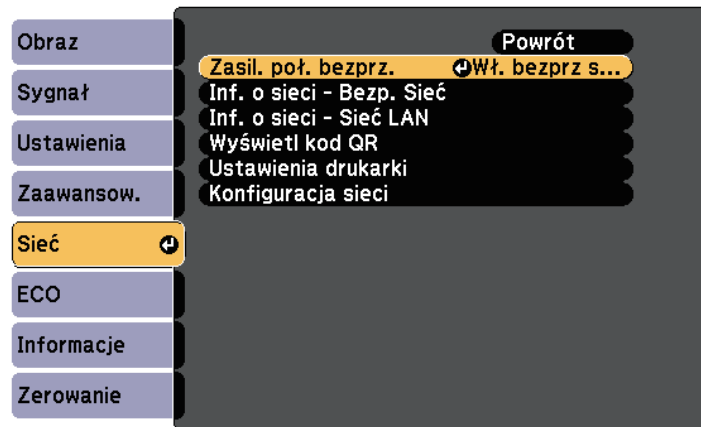 Obraz
Sygnał
Ustawienia
Zaawansow.
Sieć
ECO
Informacje
Zerowanie
Powrót
Zasil. poł. bezprz. Wł. bezprz s...
Inf. o sieci - Bezp. Sieć
Inf. o sieci - Sieć LAN
Wyświetl kod QR
Ustawienia drukarki
Konfiguracja sieci